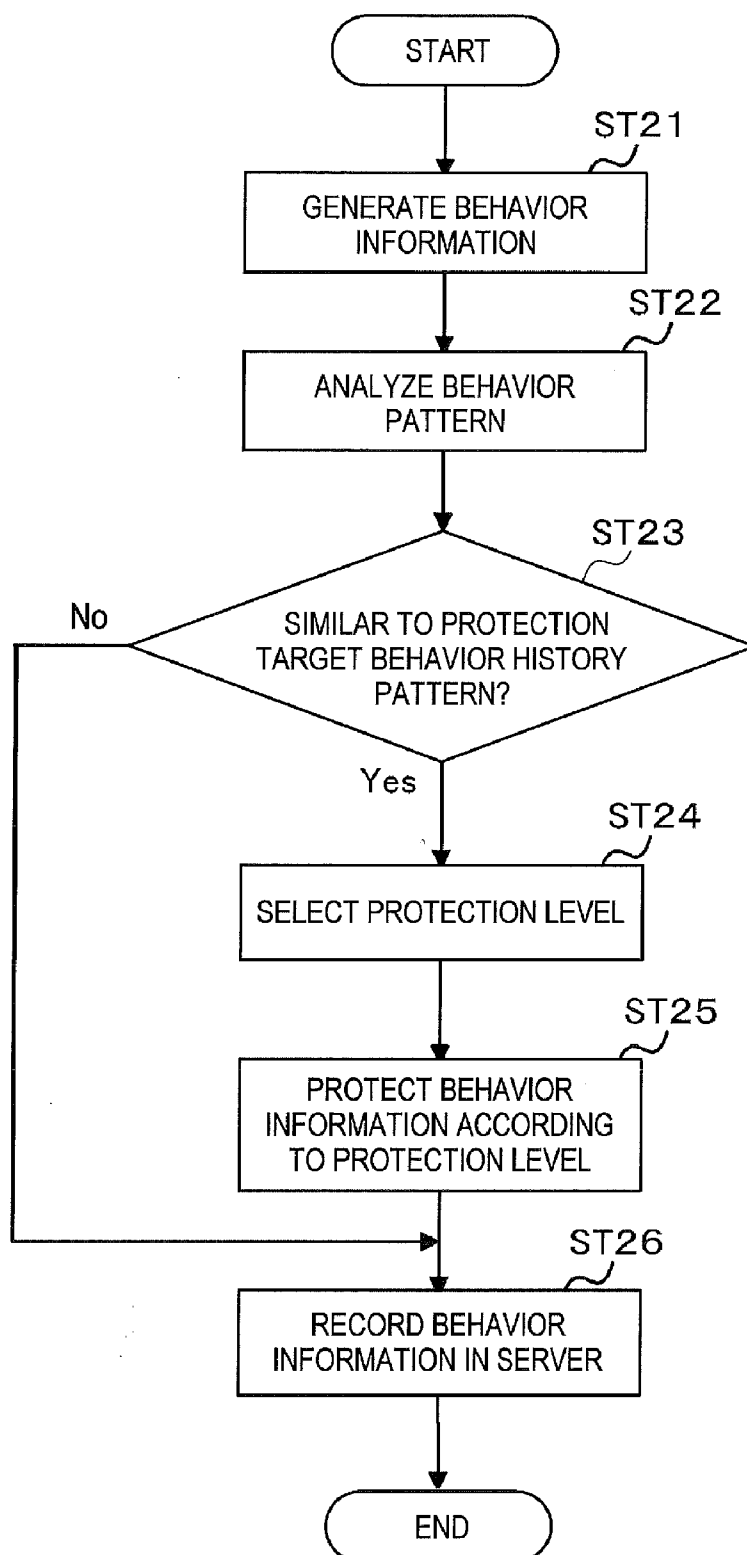 START
ST21
GENERATE BEHAVIOR
INFORMATION
ST22
ANALYZE BEHAVIOR
PATTERN
ST23
No
SIMILAR TO PROTECTION
TARGET BEHAVIOR HISTORY
PATTERN?
Yes
ST24
SELECT PROTECTION LEVEL
ST25
PROTECT BEHAVIOR
INFORMATION ACCORDING
TO PROTECTION LEVEL
ST26
RECORD BEHAVIOR
INFORMATION IN SERVER
END